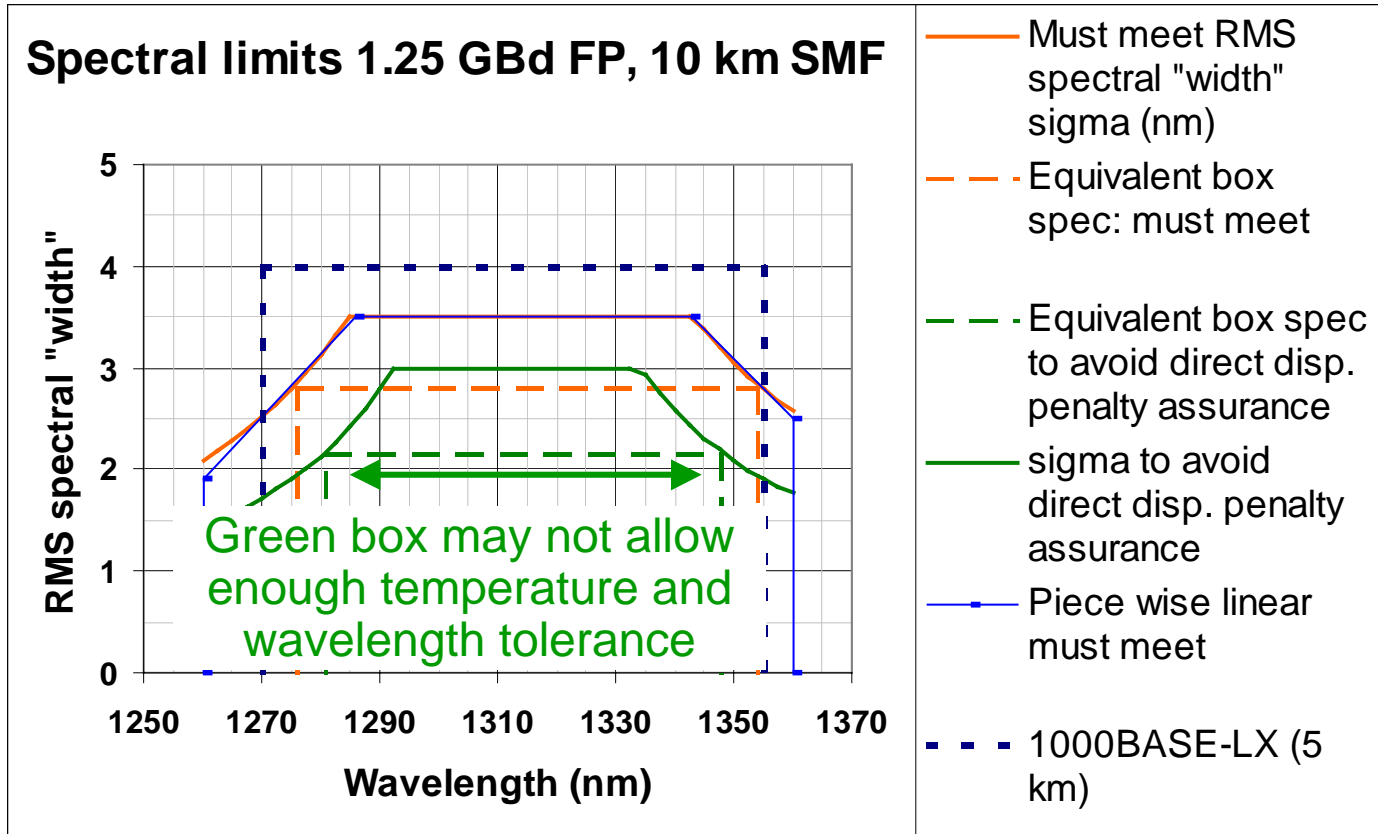 Spectral limits 1.25 GBd FP, 10 km SMF
RMS spectral "width"
5
4
3
2
1
0
Green box may not allow
enough temperature and
wavelength tolerance
1250
1270
1290
1310
1330
1350
1370
Wavelength (nm)
Must meet RMS
spectral "width"
sigma (nm)
Equivalent box
spec: must meet
Equivalent box spec
to avoid direct disp.
penalty assurance
sigma to avoid
direct disp. penalty
assurance
Piece wise linear
must meet
1000BASE-LX (5
km)